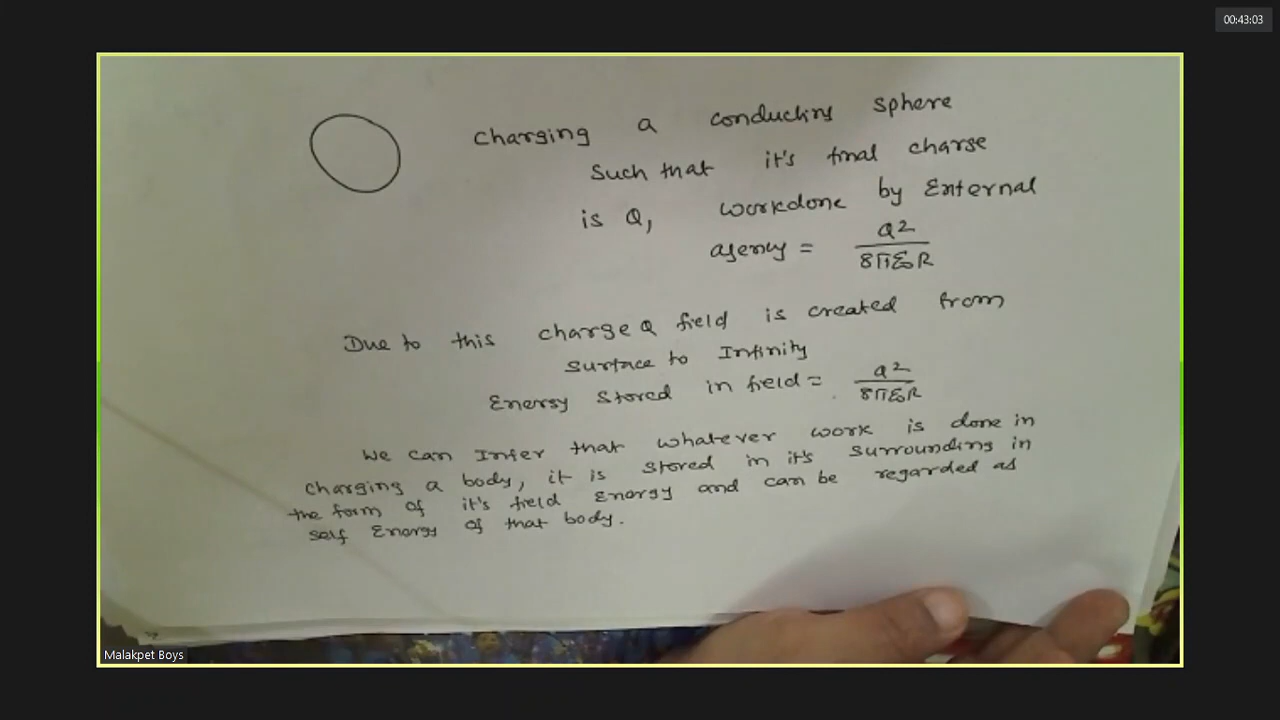 00:43:03
Charging a conducting sphere
such that it's final charge
is Q, workdone by External
agency = Q2/8πε0R
Due to this charge Q field is created from
surface to Infinity
Energy stored in field = Q2/8πε0R
We can Infer that whatever work is done in
charging a body, it is stored in it's surrounding in
the form of it's field Energy and can be regarded as
self Energy of that body.
Malakpet Boys